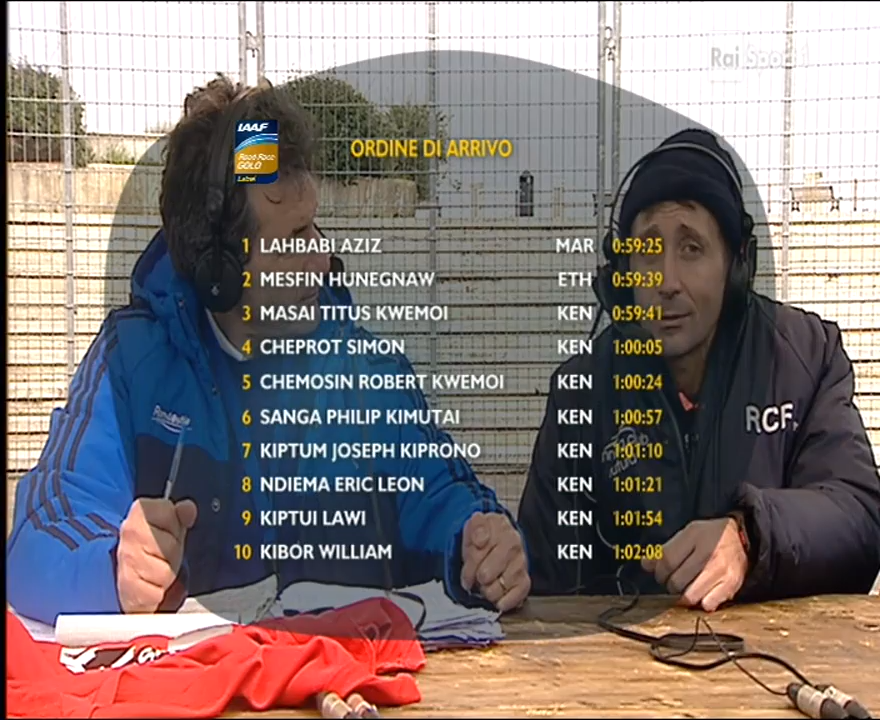 Rai Sport 1
IAAF
Road Race
GOLD
Label
ORDINE DI ARRIVO
1 LAHBABI AZIZ MAR 0:59:25
2 MESFIN HUNEGNAW ETH 0:59:39
3 MASAI TITUS KWEMOI KEN 0:59:41
4 CHEPROT SIMON KEN 1:00:05
5 CHEMOSIN ROBERT KWEMOI KEN 1:00:24
6 SANGA PHILIP KIMUTAI KEN 1:00:57
7 KIPTUM JOSEPH KIPRONO KEN 1:01:10
8 NDIEMA ERIC LEON KEN 1:01:21
9 KIPTUI LAWI KEN 1:01:54
10 KIBOR WILLIAM KEN 1:02:08
RCF